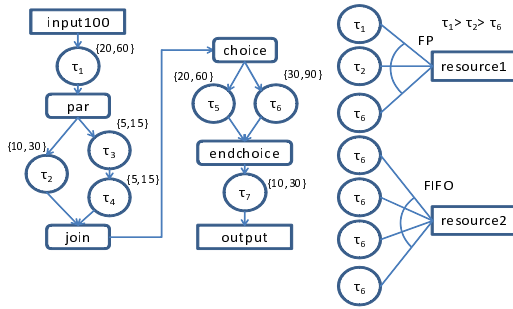 input100
{20,60}
τ1
par
{5,15}
{10,30}
τ3
τ2
{5,15}
τ4
join
choice
{20,60}
{30,90}
τ5
τ6
endchoice
{10,30}
τ7
output
τ1
FP
τ1> τ2> τ6
τ2
resource1
τ6
τ6
FIFO
τ6
resource2
τ6
τ6